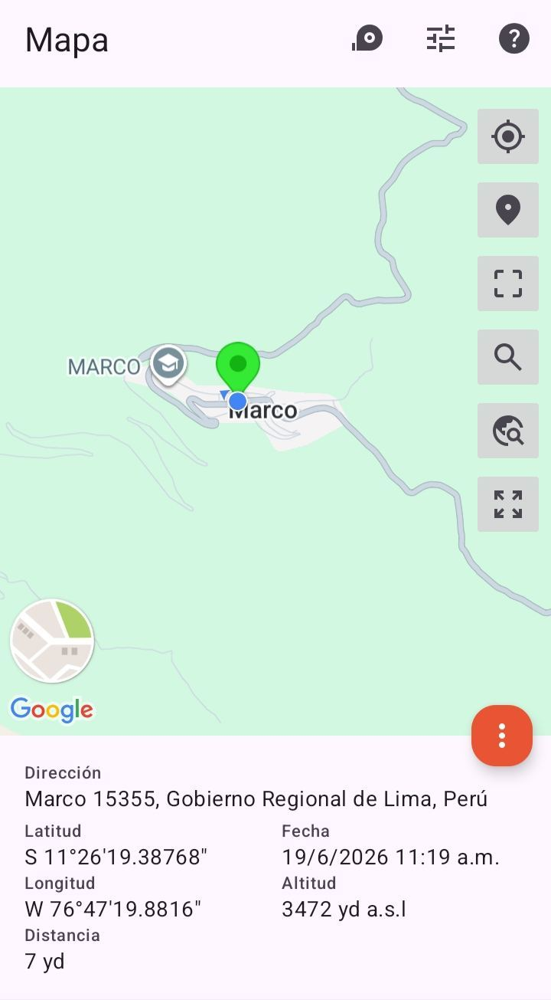 Mapa
MARCO
Marco
Google
Dirección
Marco 15355, Gobierno Regional de Lima, Perú
Latitud
S 11°26'19.38768"
Fecha
19/6/2026 11:19 a.m.
Longitud
W 76°47'19.8816"
Altitud
3472 yd a.s.l
Distancia
7 yd